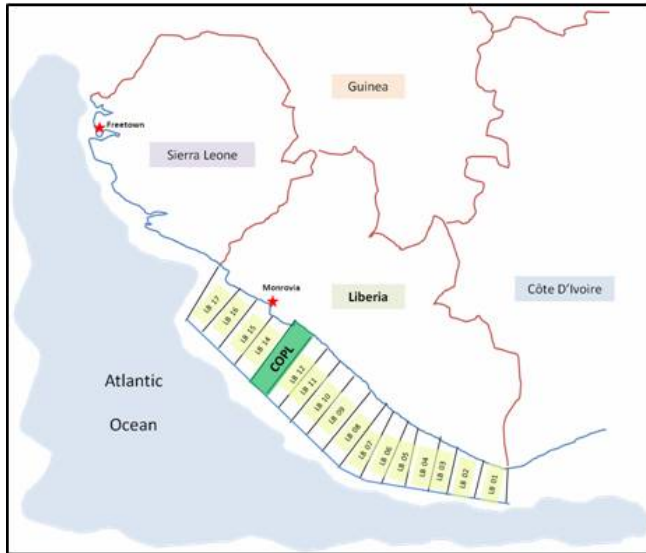 Guinea
Freetown
Sierra Leone
Monrovia
Liberia
Côte D'Ivoire
LB 17
LB 16
LB 15
LB 14
COPL
LB 12
LB 11
LB 10
LB 09
LB 08
LB 07
LB 06
LB 05
LB 04
LB 03
LB 02
LB 01
Atlantic
Ocean